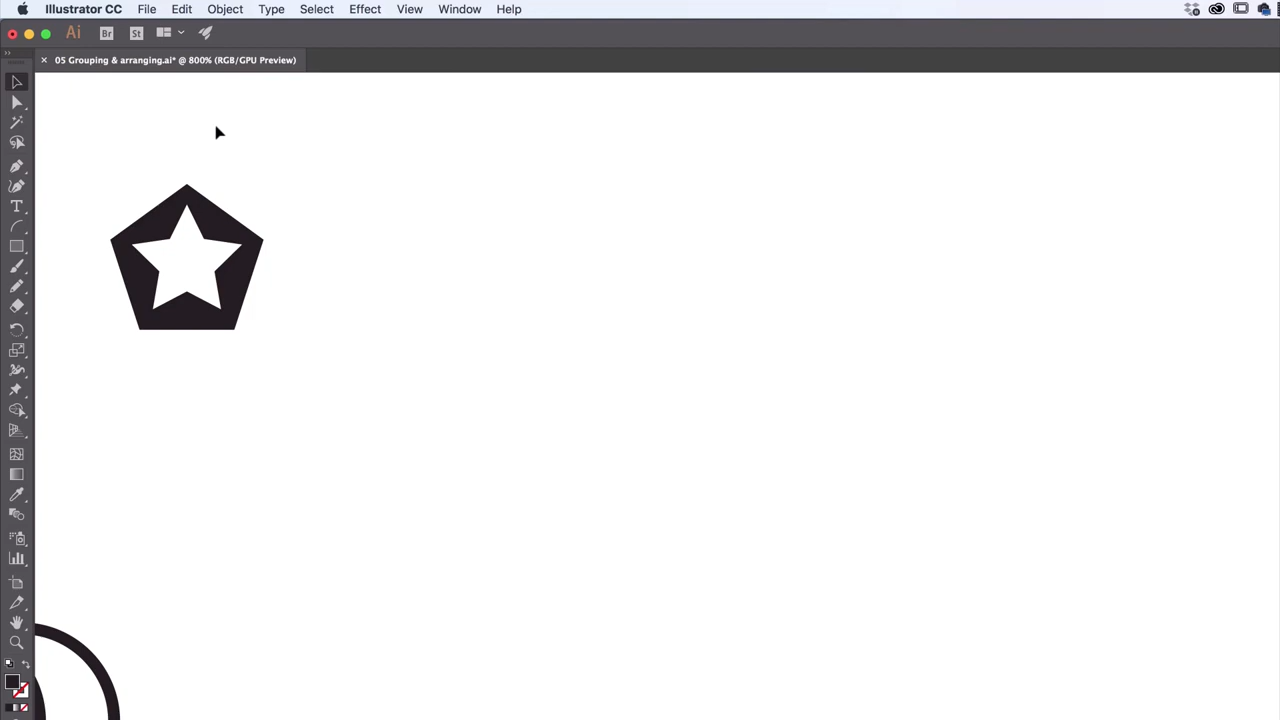 Illustrator CC File Edit Object Type Select Effect View Window Help
Ai Br St
× 05 Grouping & arranging.ai* @ 800% (RGB/GPU Preview)
T